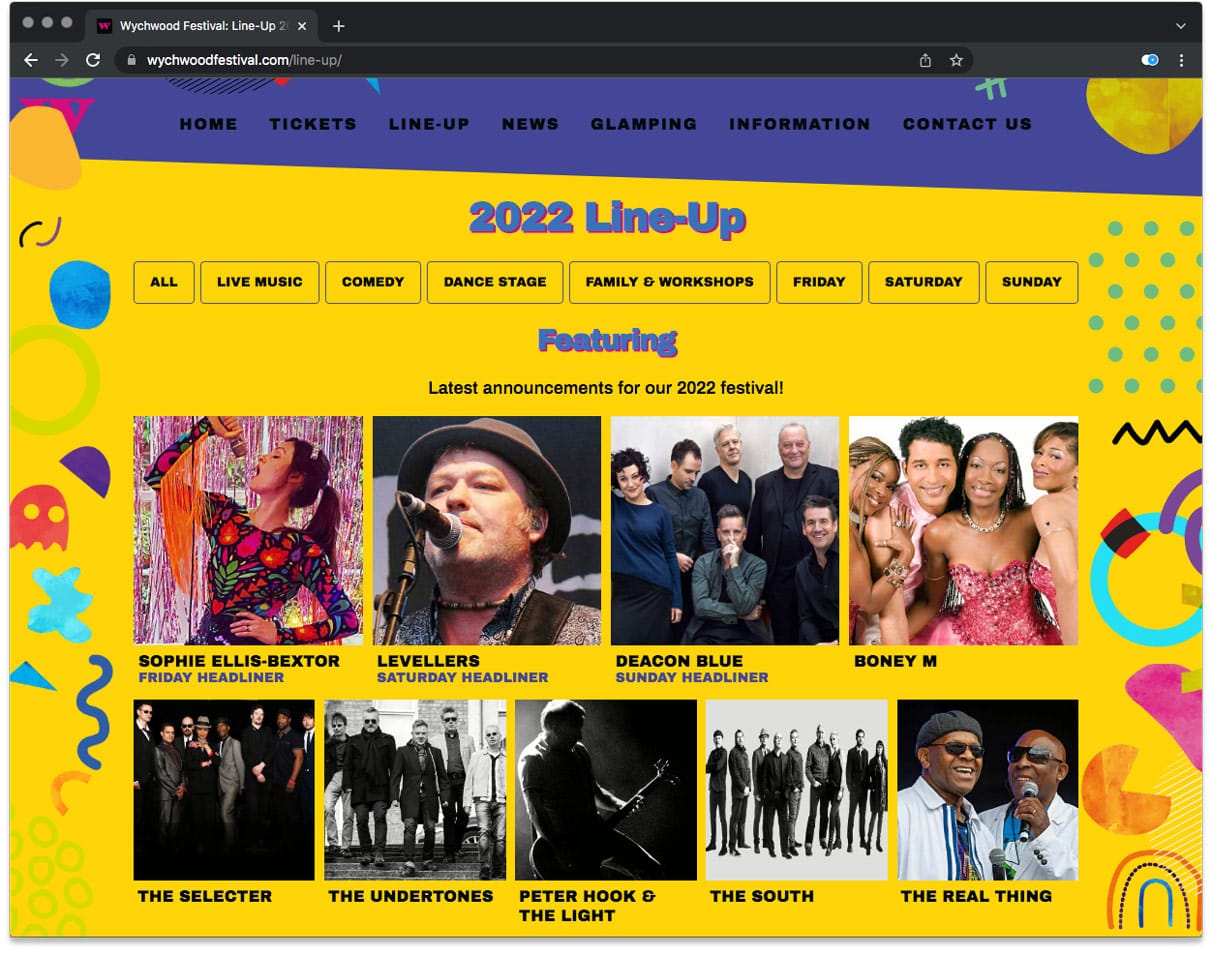 Wychwood Festival: Line-Up 2
wychwoodfestival.com/line-up/
W
HOME TICKETS LINE-UP NEWS GLAMPING INFORMATION CONTACT US
2022 Line-Up
ALL LIVE MUSIC COMEDY DANCE STAGE FAMILY & WORKSHOPS FRIDAY SATURDAY SUNDAY
Featuring
Latest announcements for our 2022 festival!
SOPHIE ELLIS-BEXTOR LEVELLERS DEACON BLUE BONEY M
FRIDAY HEADLINER SATURDAY HEADLINER SUNDAY HEADLINER
THE SELECTER THE UNDERTONES PETER HOOK & THE SOUTH THE REAL THING
THE LIGHT